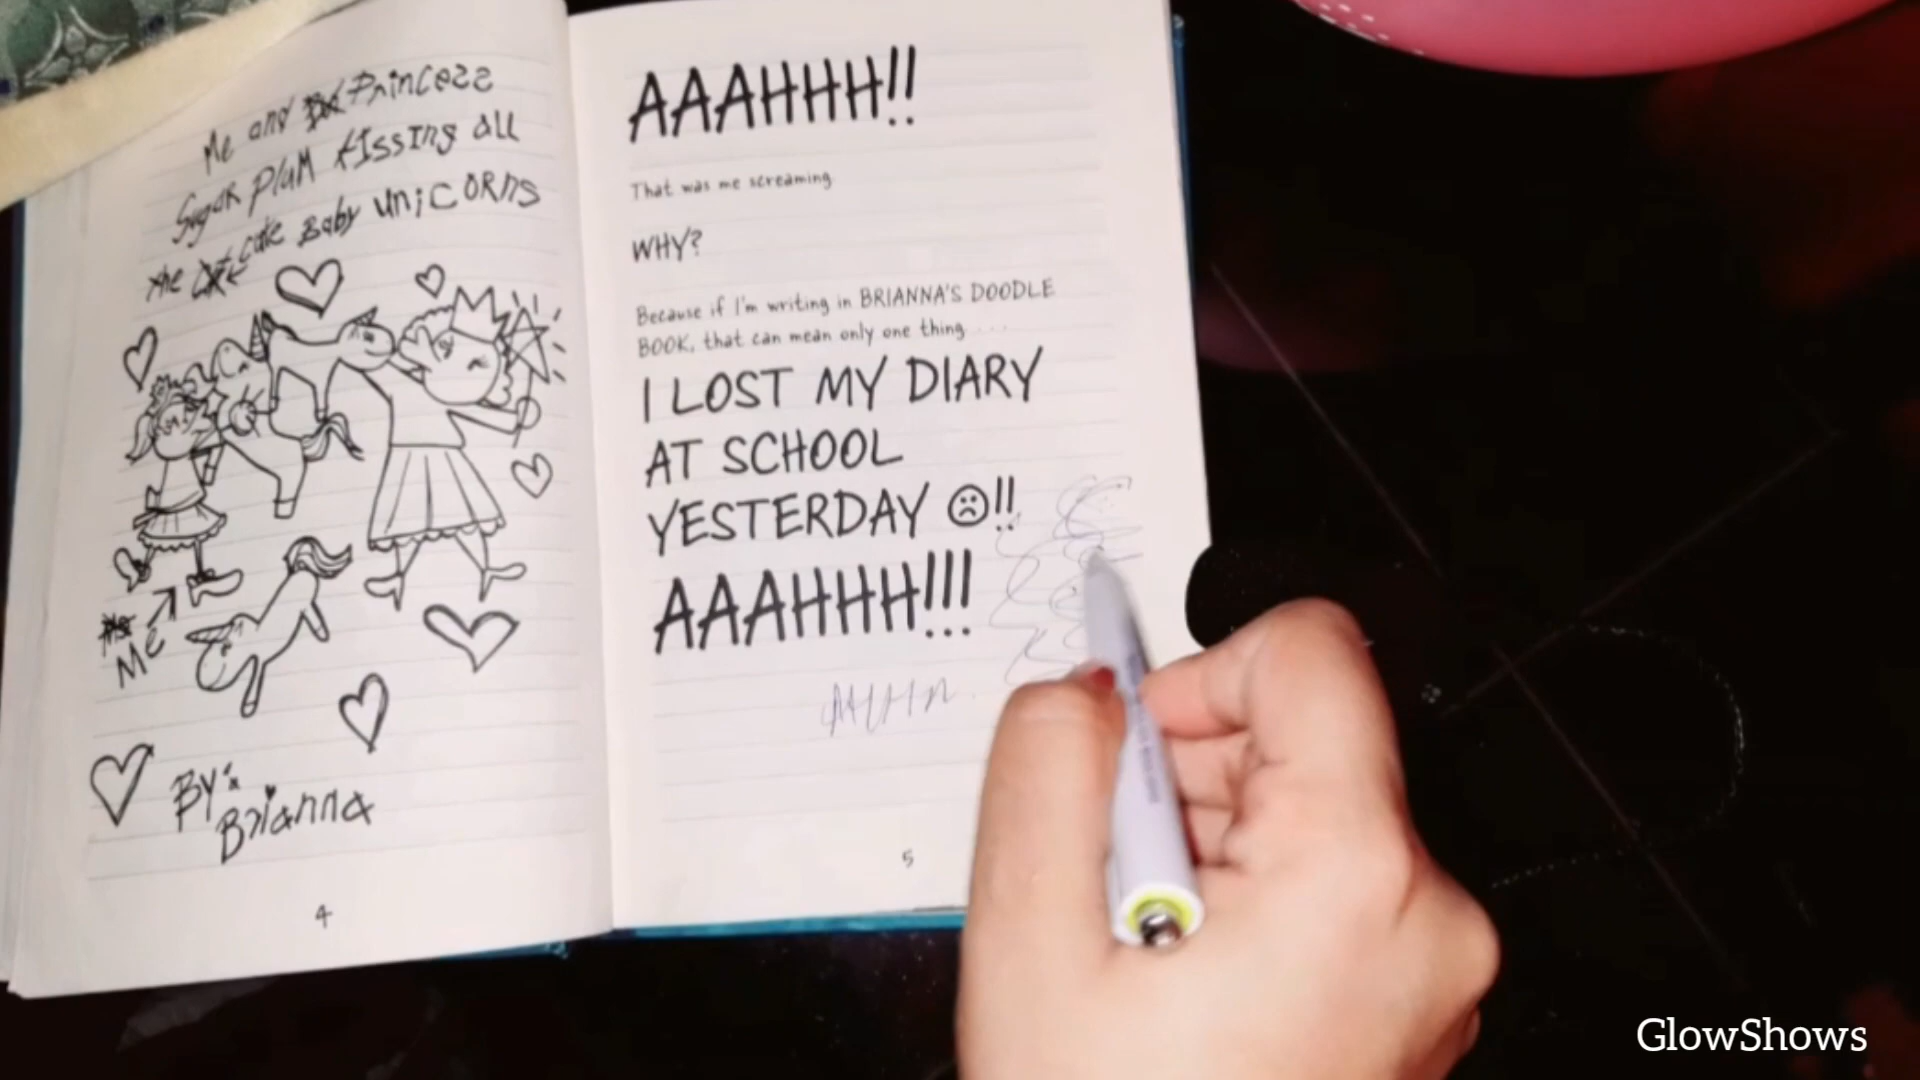 Me and Princess
Sugar Plum kissing all
the cute Baby unicorns
Me
By:
Brianna
4
AAAHHH!!
That was me screaming.
WHY?
Because if I'm writing in BRIANNA'S DOODLE
BOOK, that can mean only one thing . . .
I LOST MY DIARY
AT SCHOOL
YESTERDAY ☹!!
AAAHHH!!!
5
GlowShows